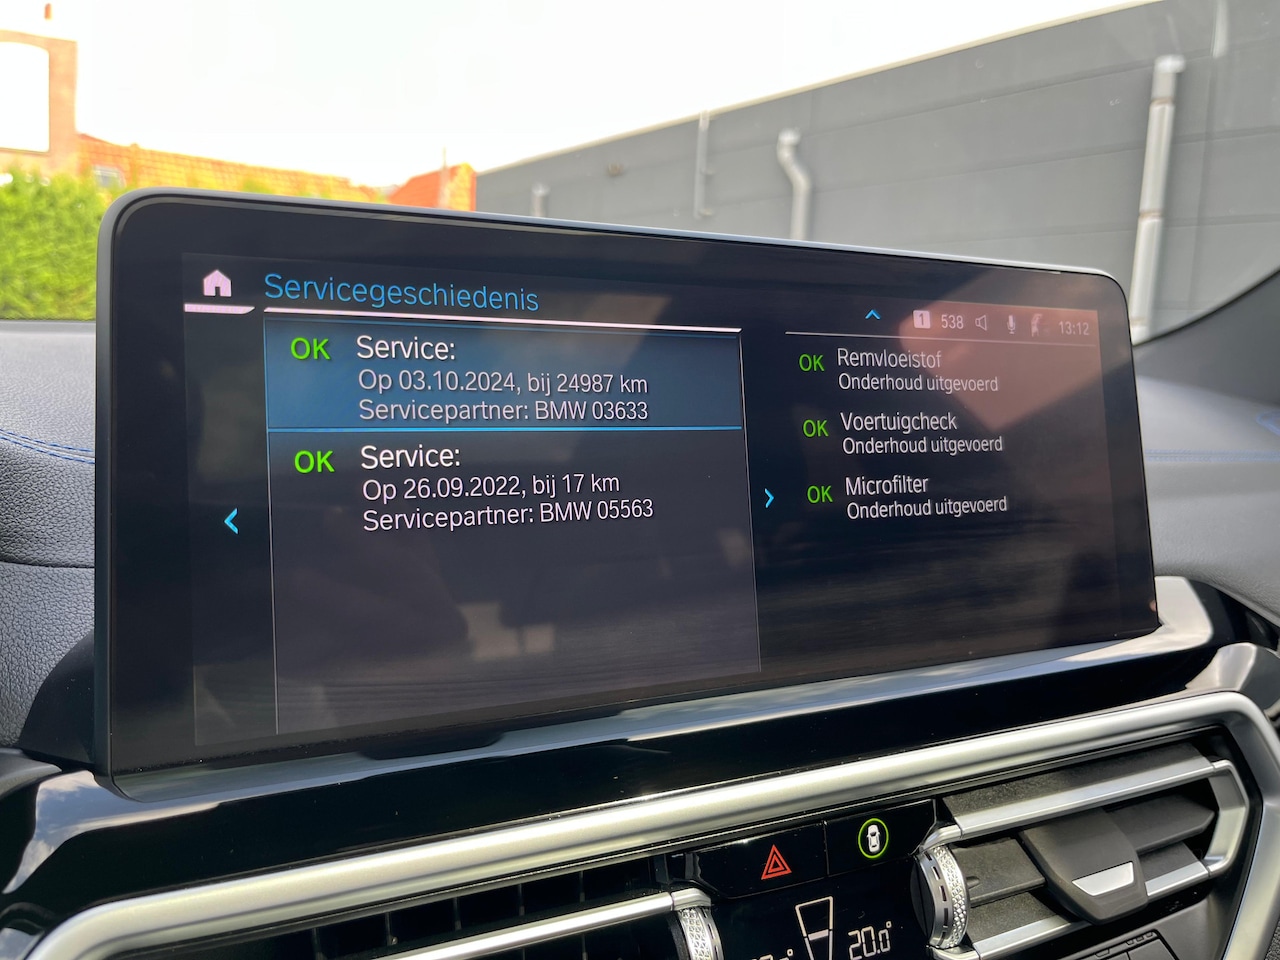 Servicegeschiedenis
1 538 13:12
OK Service:
Op 03.10.2024, bij 24987 km
Servicepartner: BMW 03633
OK Service:
Op 26.09.2022, bij 17 km
Servicepartner: BMW 05563
OK Remvloeistof
Onderhoud uitgevoerd
OK Voertuigcheck
Onderhoud uitgevoerd
OK Microfilter
Onderhoud uitgevoerd
20.0°